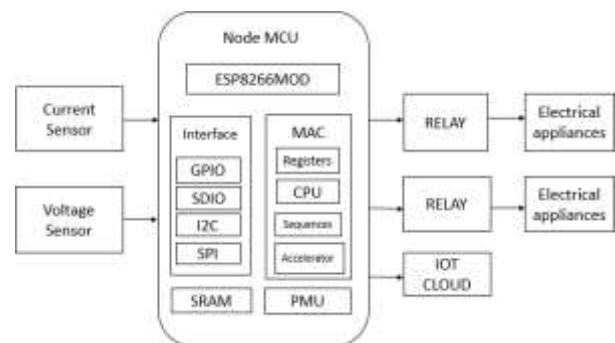 Node MCU
ESP8266MOD
Current
Sensor
Voltage
Sensor
Interface
GPIO
SDIO
I2C
SPI
MAC
Registers
CPU
Sequences
Accelerator
SRAM
PMU
RELAY
Electrical
appliances
RELAY
Electrical
appliances
IOT
CLOUD